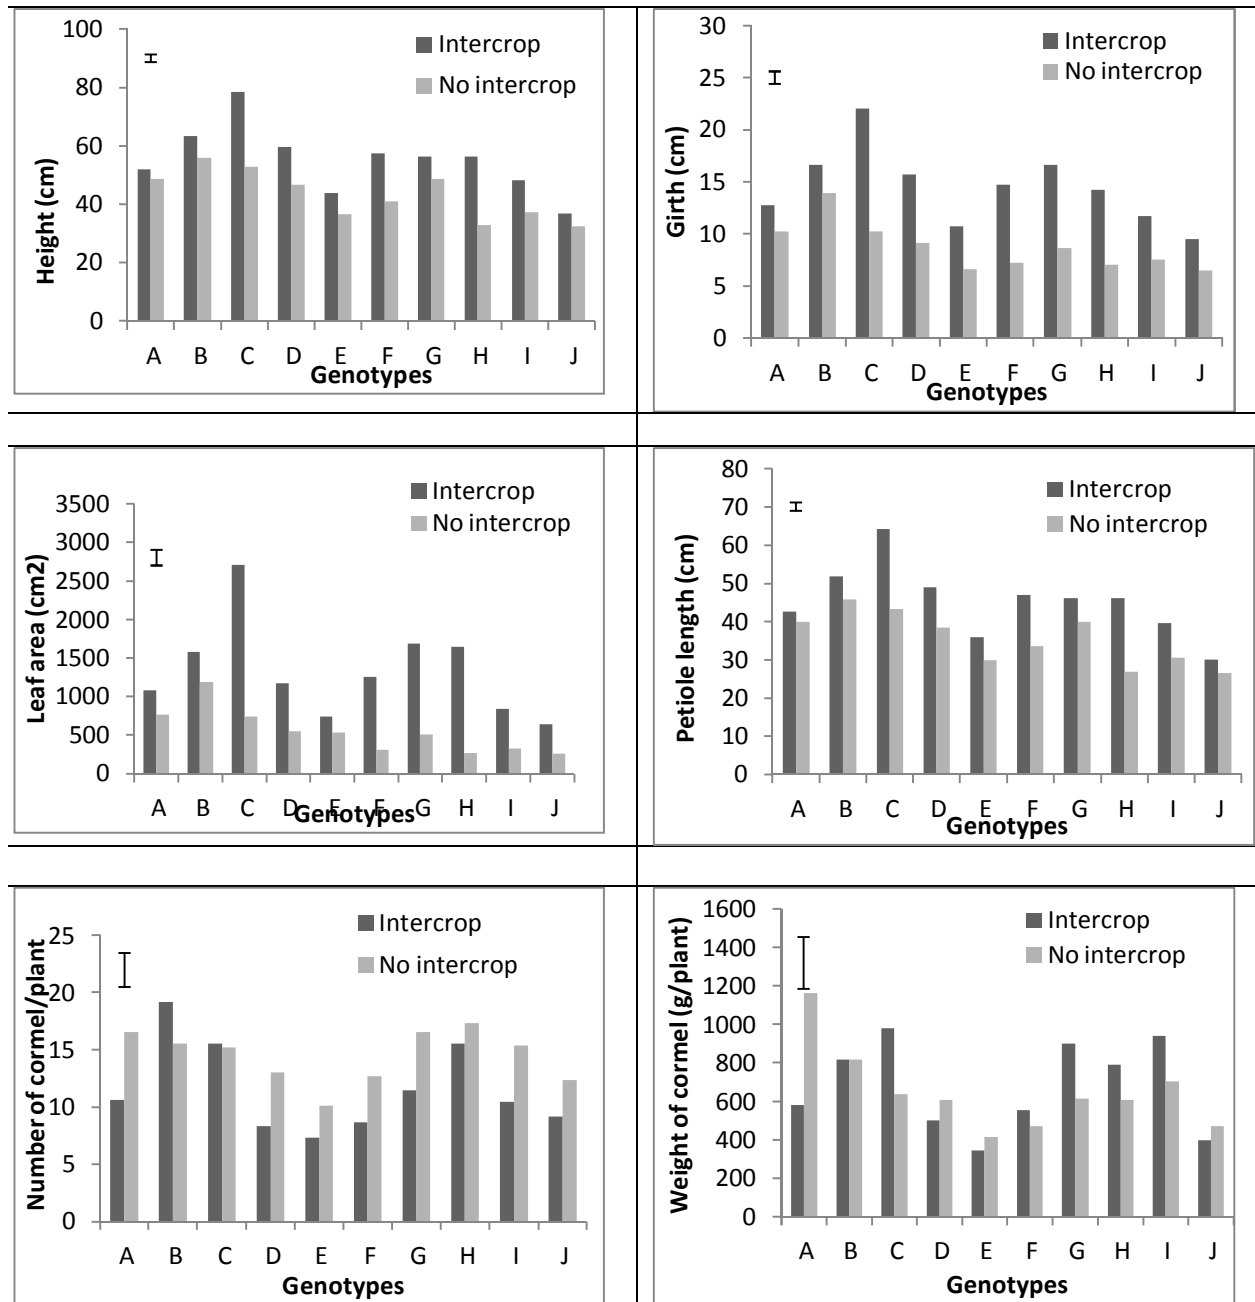 100
80
60
40
20
0
Height (cm)
Intercrop
No intercrop
A B C D E F G H I J
Genotypes
30
25
20
15
10
5
0
Girth (cm)
Intercrop
No intercrop
A B C D E F G H I J
Genotypes
3500
3000
2500
2000
1500
1000
500
0
Leaf area (cm2)
Intercrop
No intercrop
A B C D E F G H I J
Genotypes
80
70
60
50
40
30
20
10
0
Petiole length (cm)
Intercrop
No intercrop
A B C D E F G H I J
Genotypes
25
20
15
10
5
0
Number of cormel/plant
Intercrop
No intercrop
A B C D E F G H I J
Genotypes
1600
1400
1200
1000
800
600
400
200
0
Weight of cormel (g/plant)
Intercrop
No intercrop
A B C D E F G H I J
Genotypes